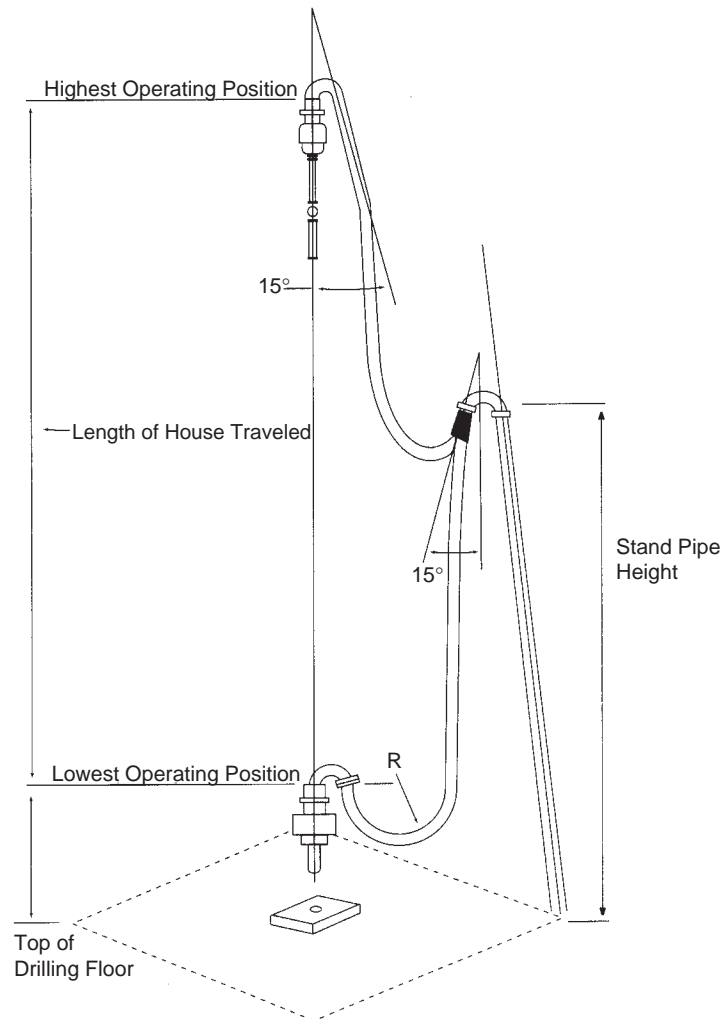 Highest Operating Position
15°
Length of House Traveled
15°
Stand Pipe
Height
Lowest Operating Position
R
Top of
Drilling Floor